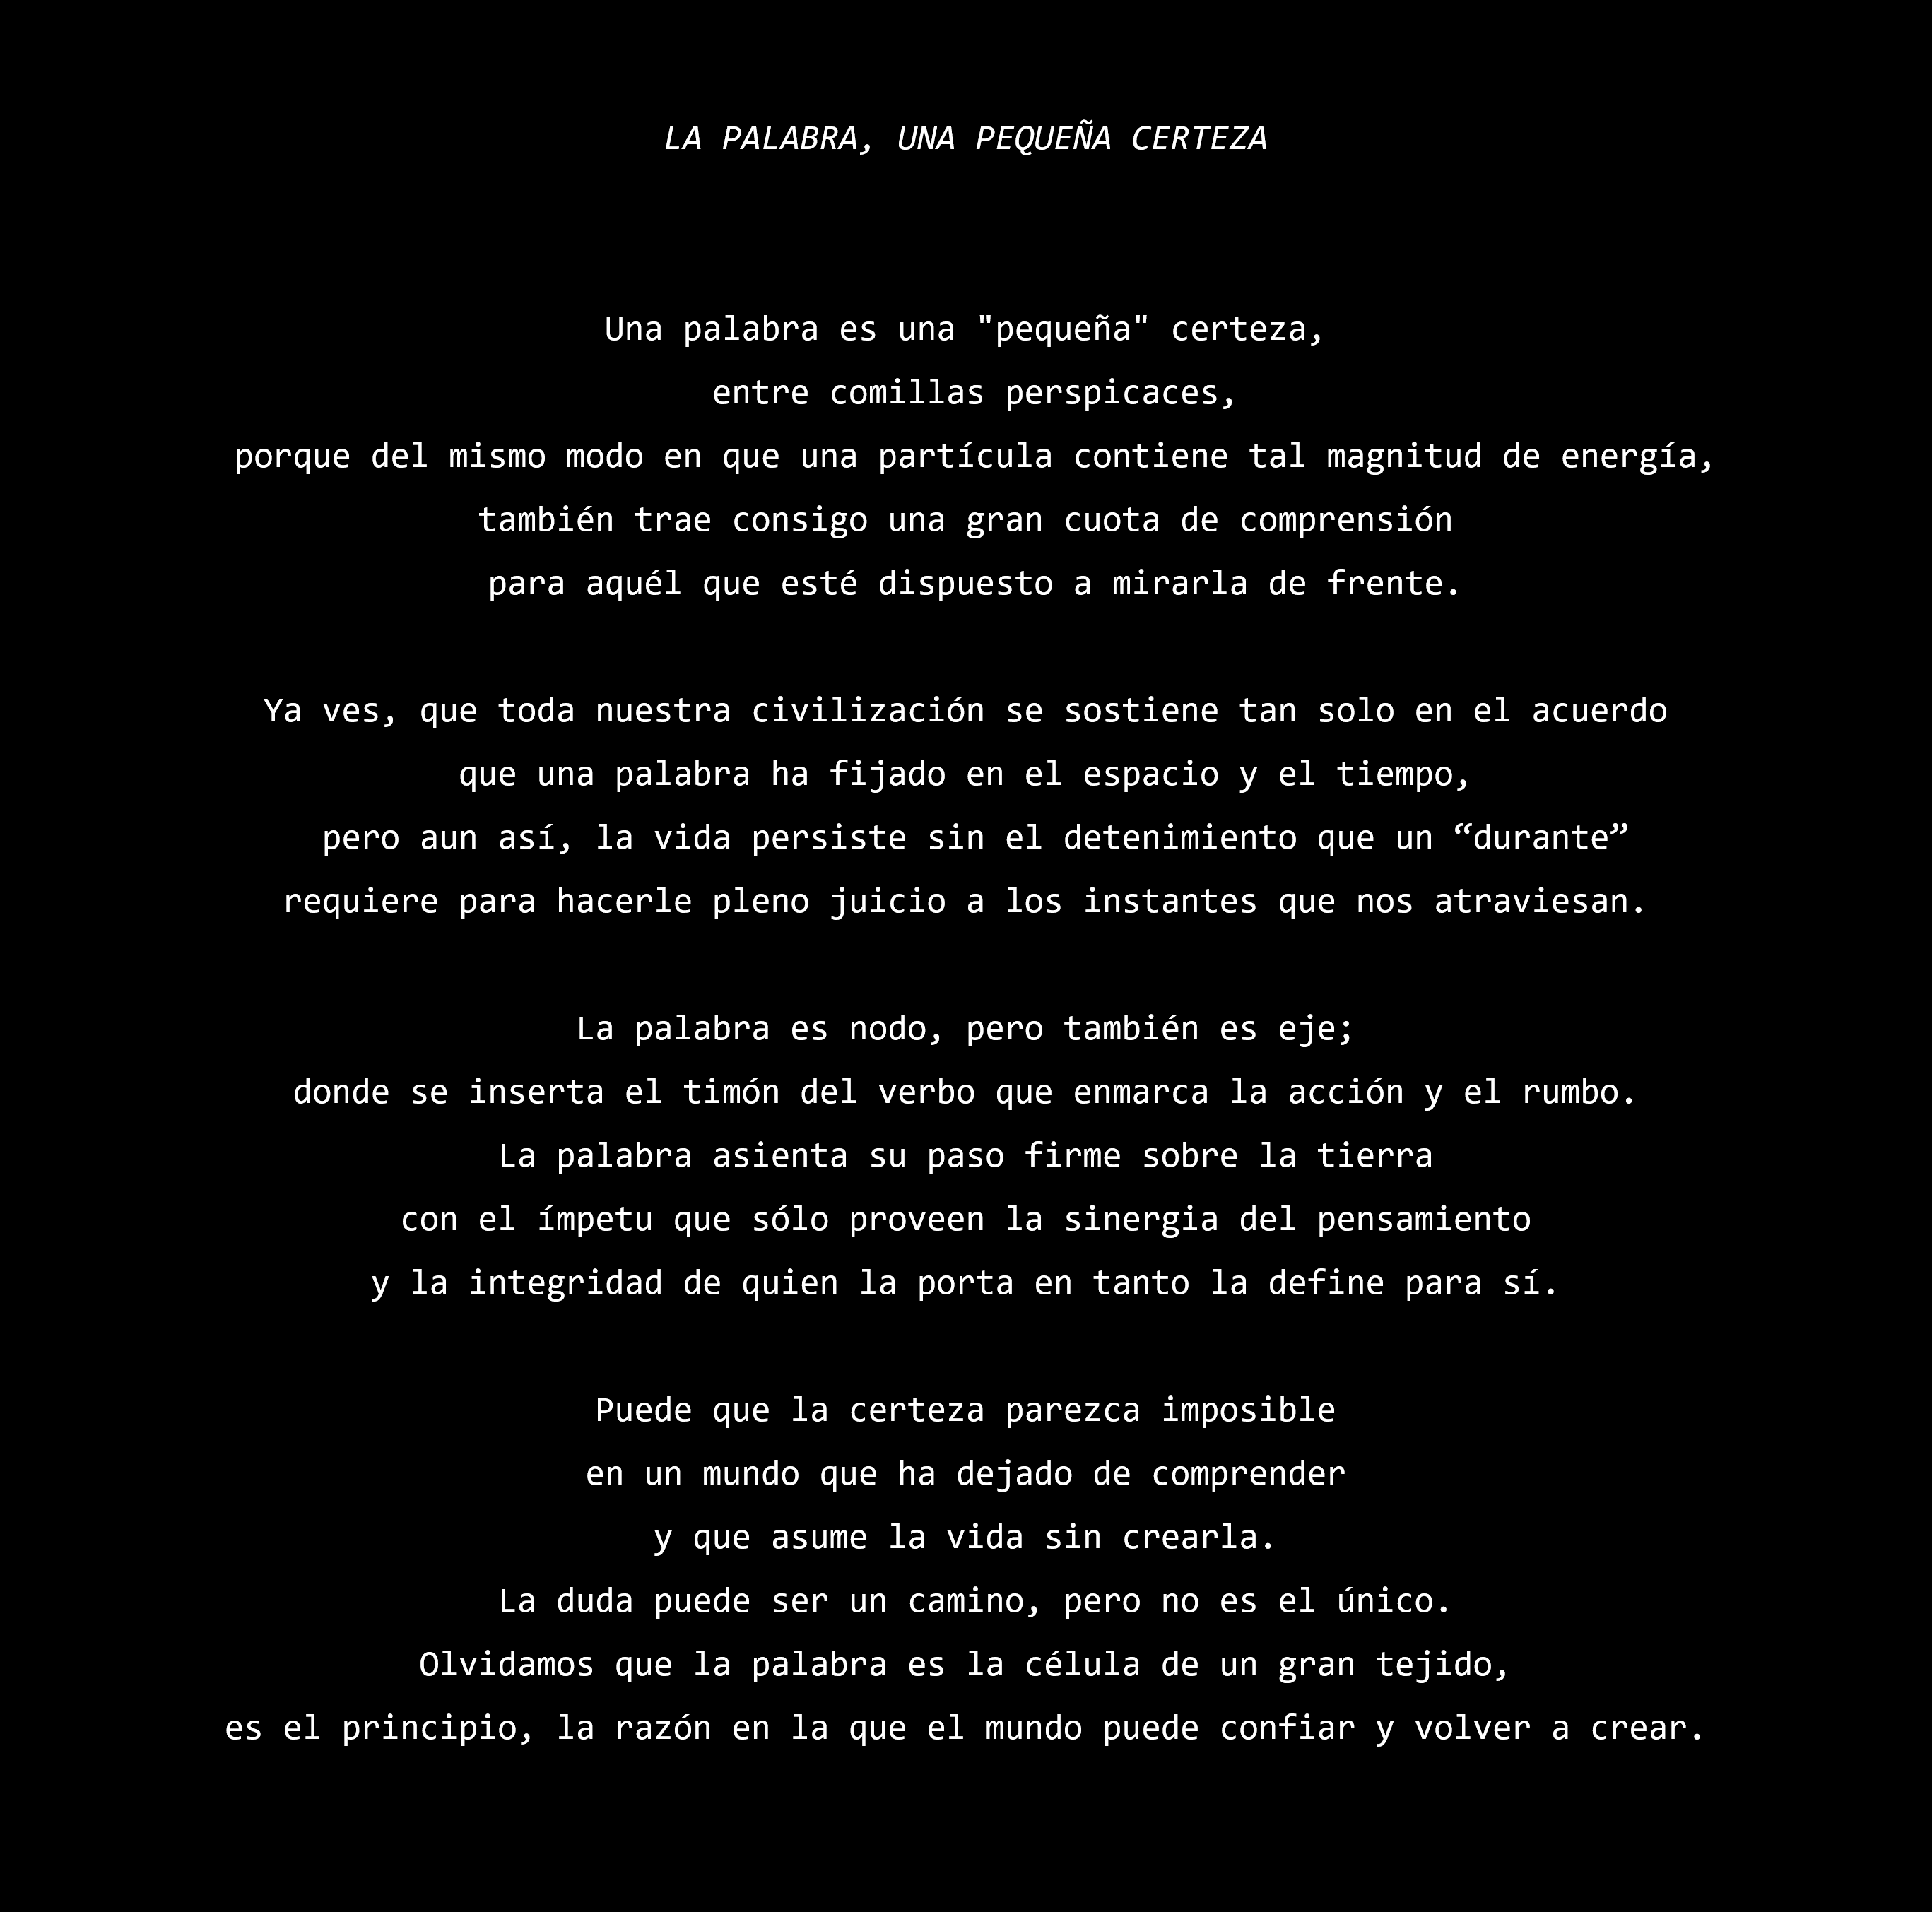 LA PALABRA, UNA PEQUEÑA CERTEZA
Una palabra es una "pequeña" certeza,
entre comillas perspicaces,
porque del mismo modo en que una partícula contiene tal magnitud de energía,
también trae consigo una gran cuota de comprensión
para aquél que esté dispuesto a mirarla de frente.
Ya ves, que toda nuestra civilización se sostiene tan solo en el acuerdo
que una palabra ha fijado en el espacio y el tiempo,
pero aun así, la vida persiste sin el detenimiento que un “durante”
requiere para hacerle pleno juicio a los instantes que nos atraviesan.
La palabra es nodo, pero también es eje;
donde se inserta el timón del verbo que enmarca la acción y el rumbo.
La palabra asienta su paso firme sobre la tierra
con el ímpetu que sólo proveen la sinergia del pensamiento
y la integridad de quien la porta en tanto la define para sí.
Puede que la certeza parezca imposible
en un mundo que ha dejado de comprender
y que asume la vida sin crearla.
La duda puede ser un camino, pero no es el único.
Olvidamos que la palabra es la célula de un gran tejido,
es el principio, la razón en la que el mundo puede confiar y volver a crear.